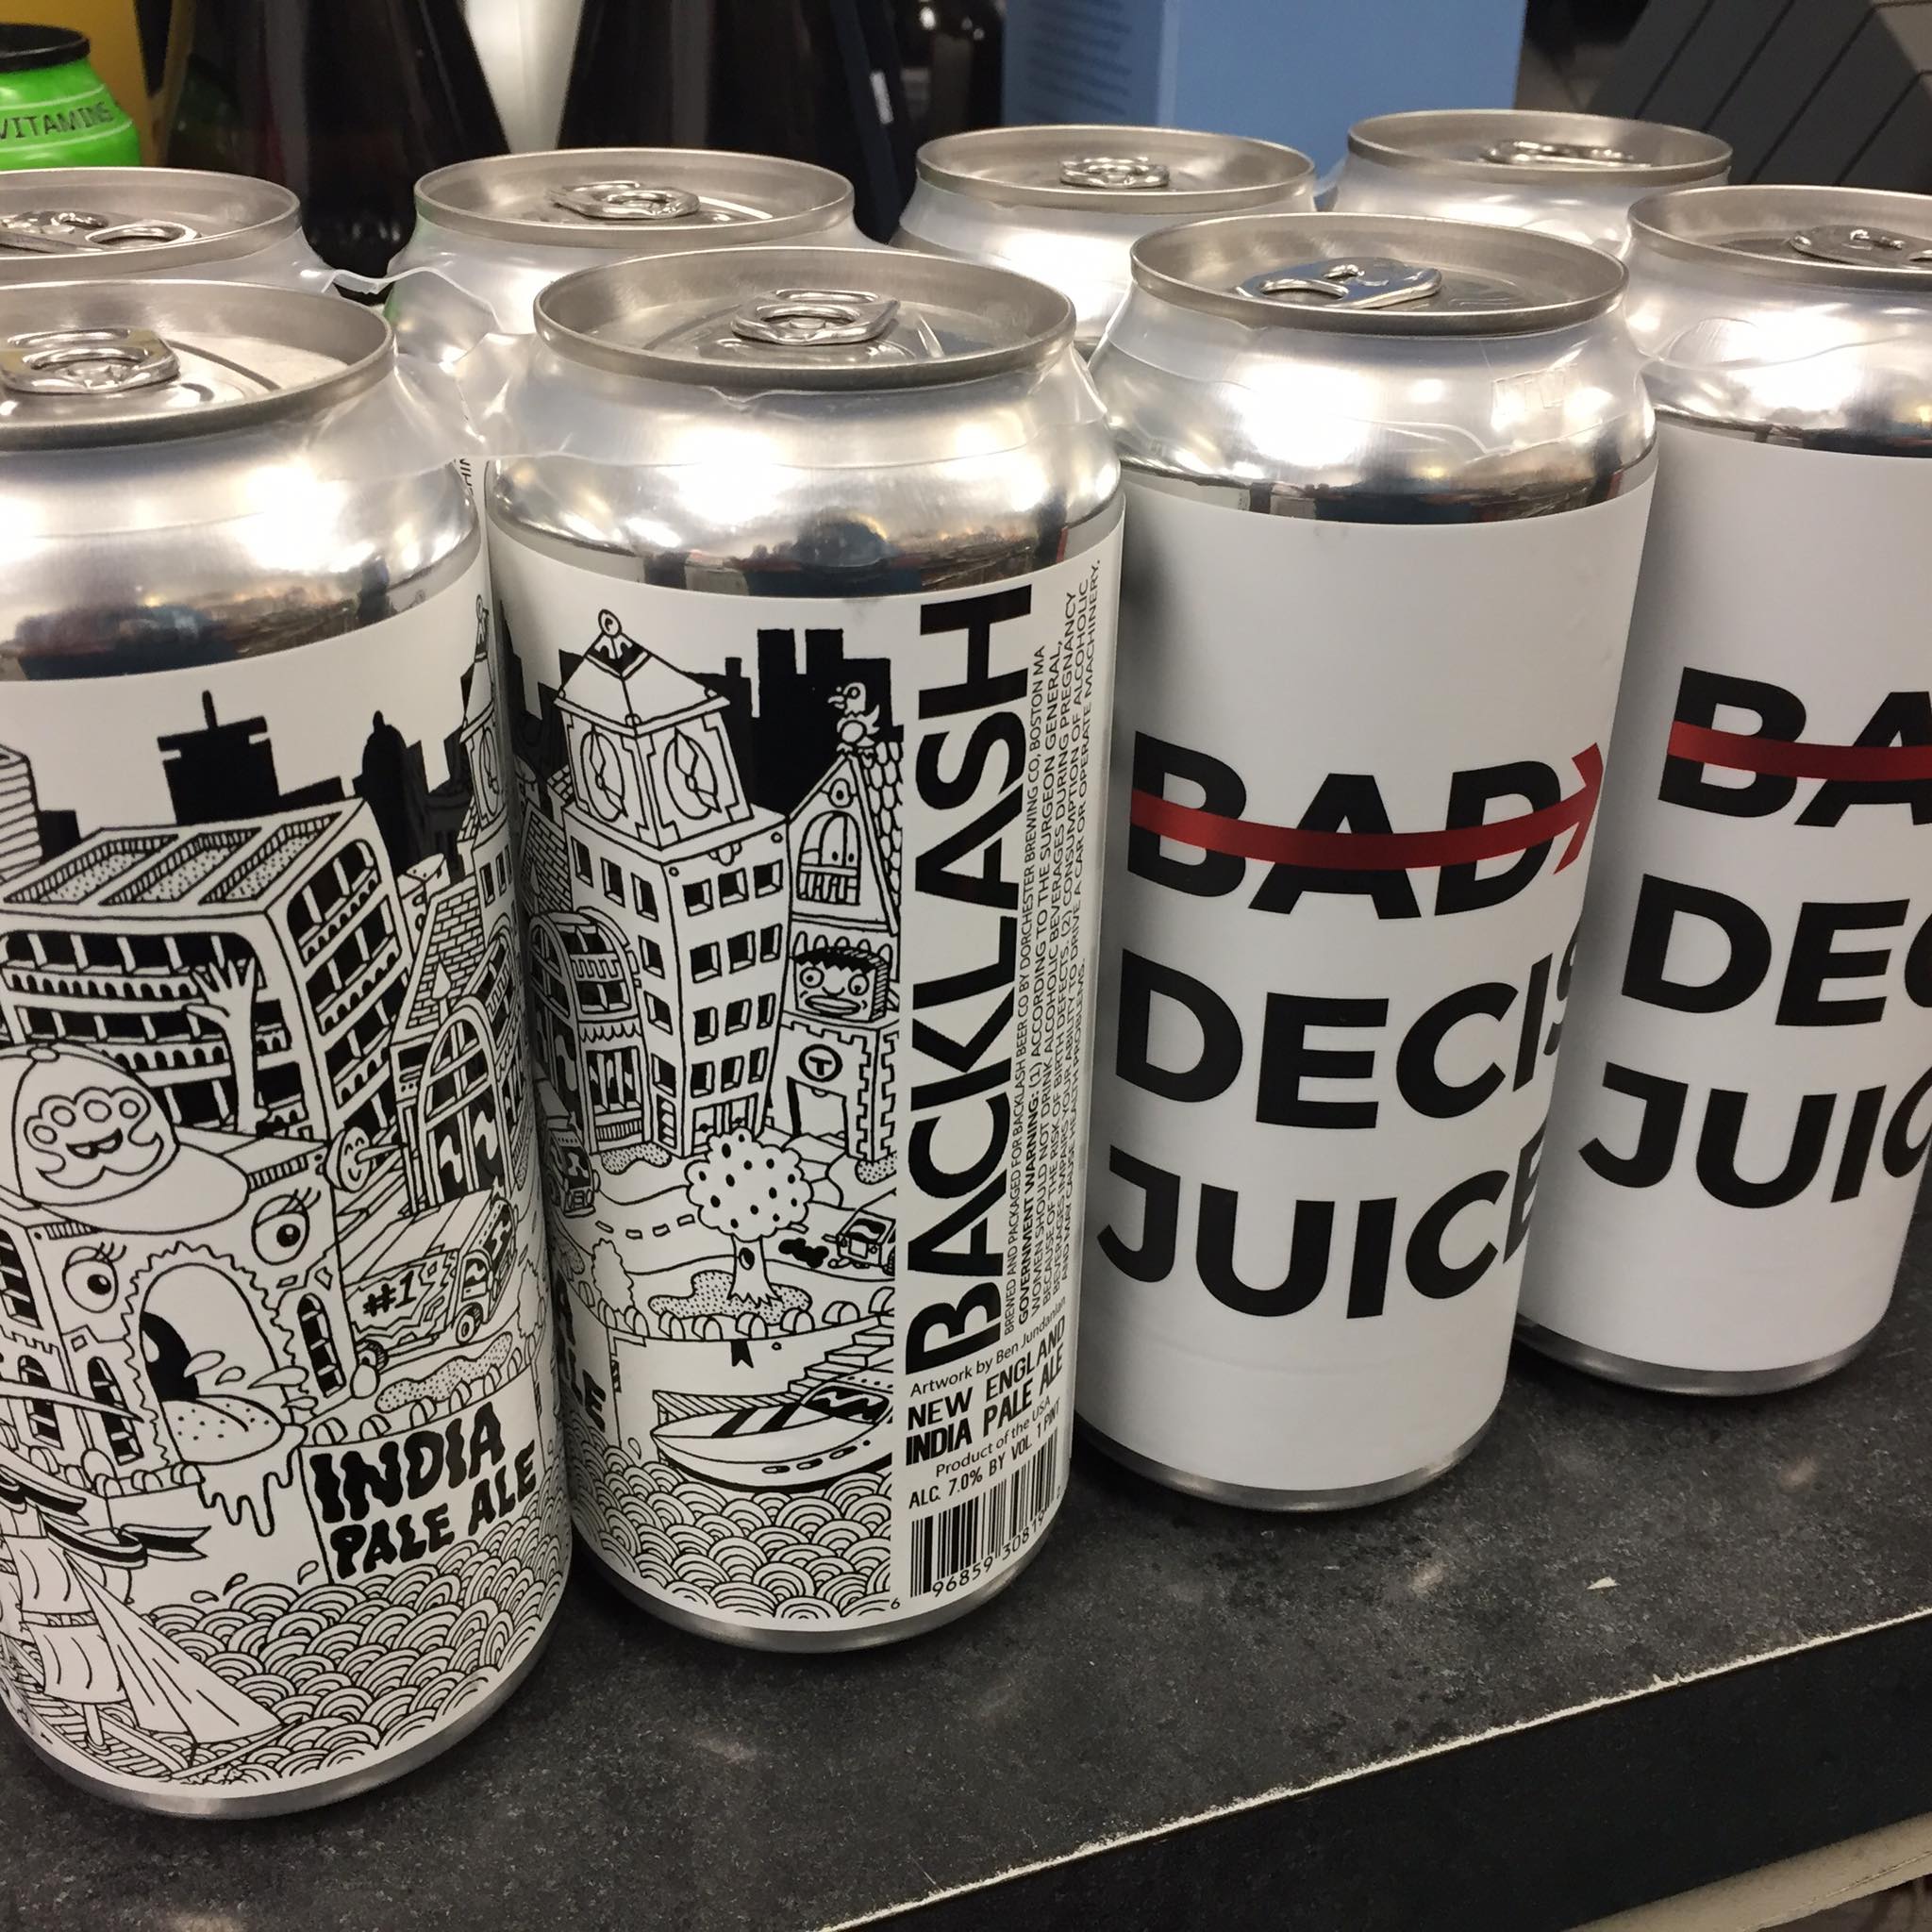 VITAMINS
#1
INDIA
PALE ALE
BACKLASH
BREWED AND PACKAGED FOR BACKLASH BEER CO BY DORCHESTER BREWING CO, BOSTON MA
GOVERNMENT WARNING: (1) ACCORDING TO THE SURGEON GENERAL,
WOMEN SHOULD NOT DRINK ALCOHOLIC BEVERAGES DURING PREGNANCY
BECAUSE OF THE RISK OF BIRTH DEFECTS. (2) CONSUMPTION OF ALCOHOLIC
BEVERAGES IMPAIRS YOUR ABILITY TO DRIVE A CAR OR OPERATE MACHINERY,
AND MAY CAUSE HEALTH PROBLEMS.
Artwork by Ben Jundanian
NEW ENGLAND
INDIA PALE ALE
Product of the USA
ALC. 7.0% BY VOL. 1 PINT
6 96859 30819 2
T
BAD
DECIS
JUICE
BA
DEC
JUIC